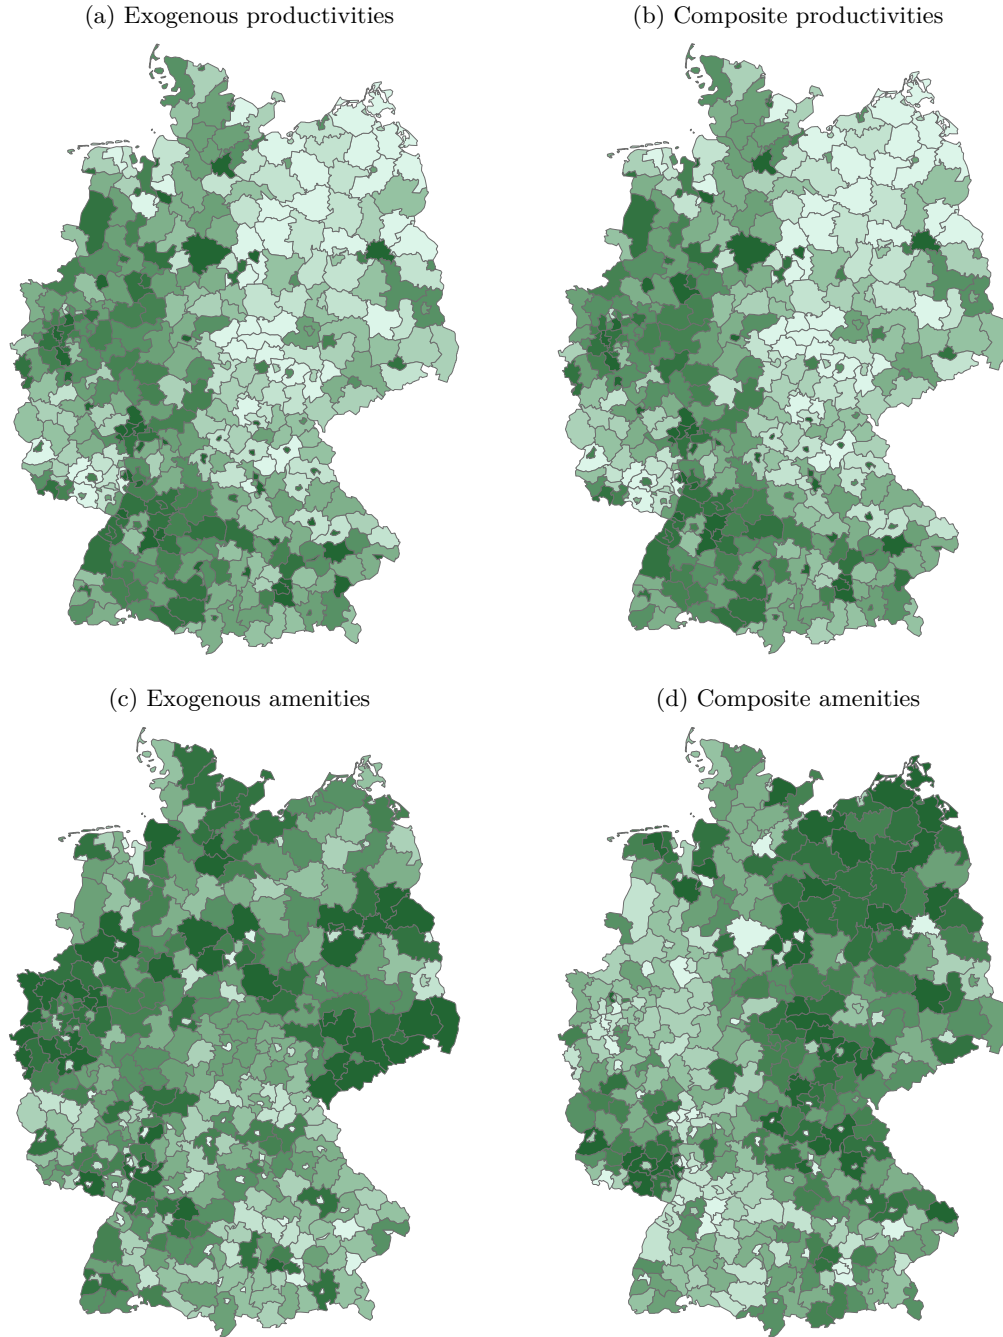 (a) Exogenous productivities
(b) Composite productivities
(c) Exogenous amenities
(d) Composite amenities